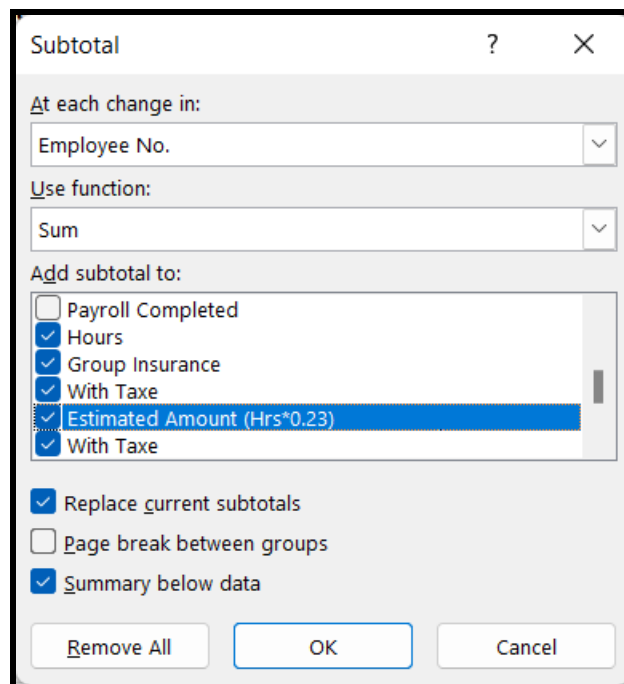 Subtotal ?
At each change in:
Employee No.
Use function:
Sum
Add subtotal to:
Payroll Completed
Hours
Group Insurance
With Taxe
Estimated Amount (Hrs*0.23)
With Taxe
Replace current subtotals
Page break between groups
Summary below data
Remove All OK Cancel